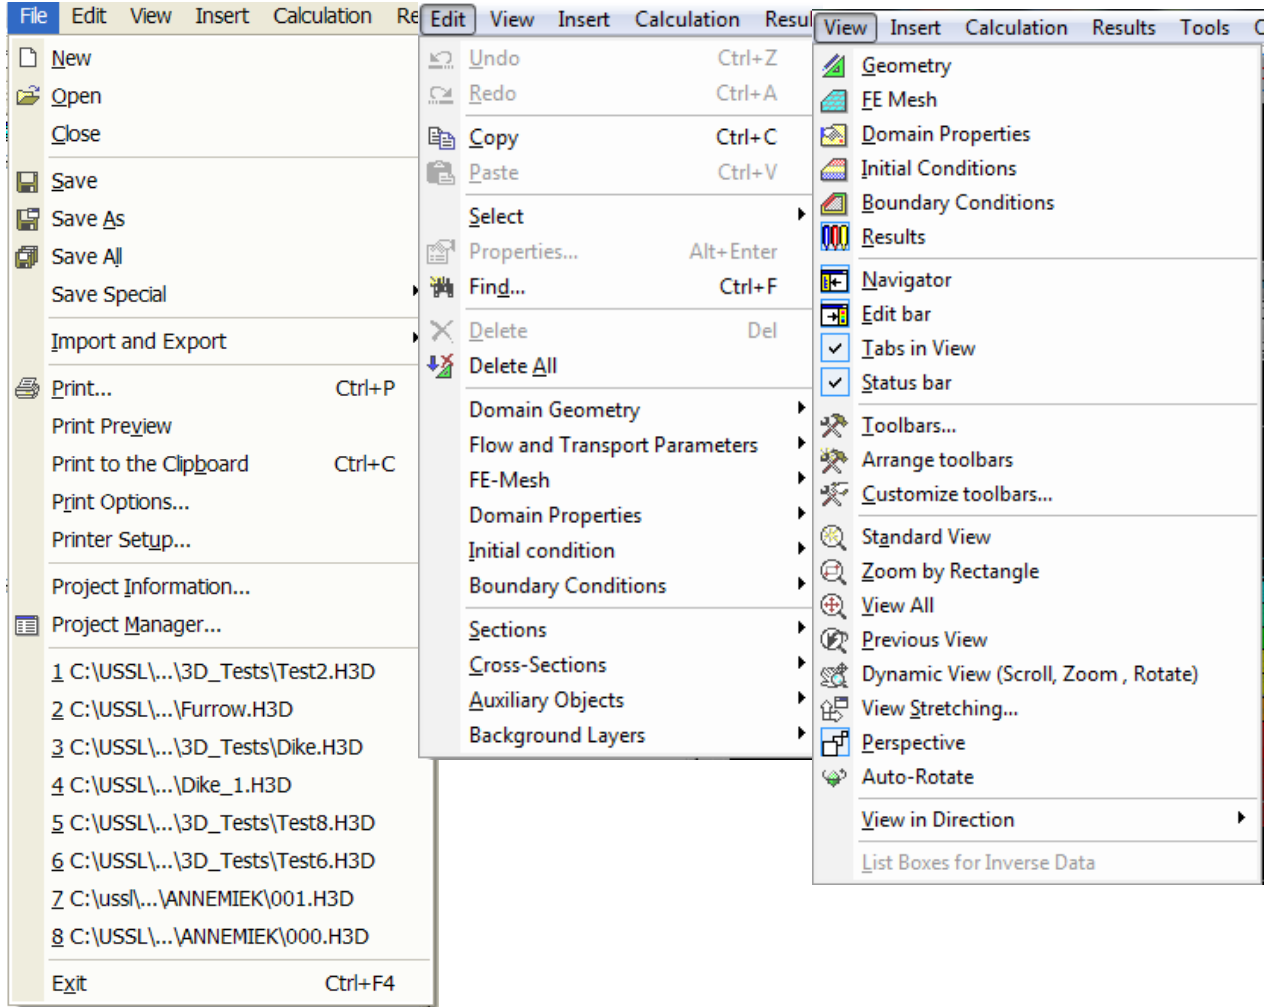 File Edit View Insert Calculation Re
New
Open
Close
Save
Save As
Save All
Save Special
Import and Export
Print... Ctrl+P
Print Preview
Print to the Clipboard Ctrl+C
Print Options...
Printer Setup...
Project Information...
Project Manager...
1 C:\USSL\...\3D_Tests\Test2.H3D
2 C:\USSL\...\Furrow.H3D
3 C:\USSL\...\3D_Tests\Dike.H3D
4 C:\USSL\...\Dike_1.H3D
5 C:\USSL\...\3D_Tests\Test8.H3D
6 C:\USSL\...\3D_Tests\Test6.H3D
7 C:\ussl\...\ANNEMIEK\001.H3D
8 C:\USSL\...\ANNEMIEK\000.H3D
Exit Ctrl+F4
Edit View Insert Calculation Resul
Undo Ctrl+Z
Redo Ctrl+A
Copy Ctrl+C
Paste Ctrl+V
Select
Properties... Alt+Enter
Find... Ctrl+F
Delete Del
Delete All
Domain Geometry
Flow and Transport Parameters
FE-Mesh
Domain Properties
Initial condition
Boundary Conditions
Sections
Cross-Sections
Auxiliary Objects
Background Layers
View Insert Calculation Results Tools
Geometry
FE Mesh
Domain Properties
Initial Conditions
Boundary Conditions
Results
Navigator
Edit bar
Tabs in View
Status bar
Toolbars...
Arrange toolbars
Customize toolbars...
Standard View
Zoom by Rectangle
View All
Previous View
Dynamic View (Scroll, Zoom , Rotate)
View Stretching...
Perspective
Auto-Rotate
View in Direction
List Boxes for Inverse Data